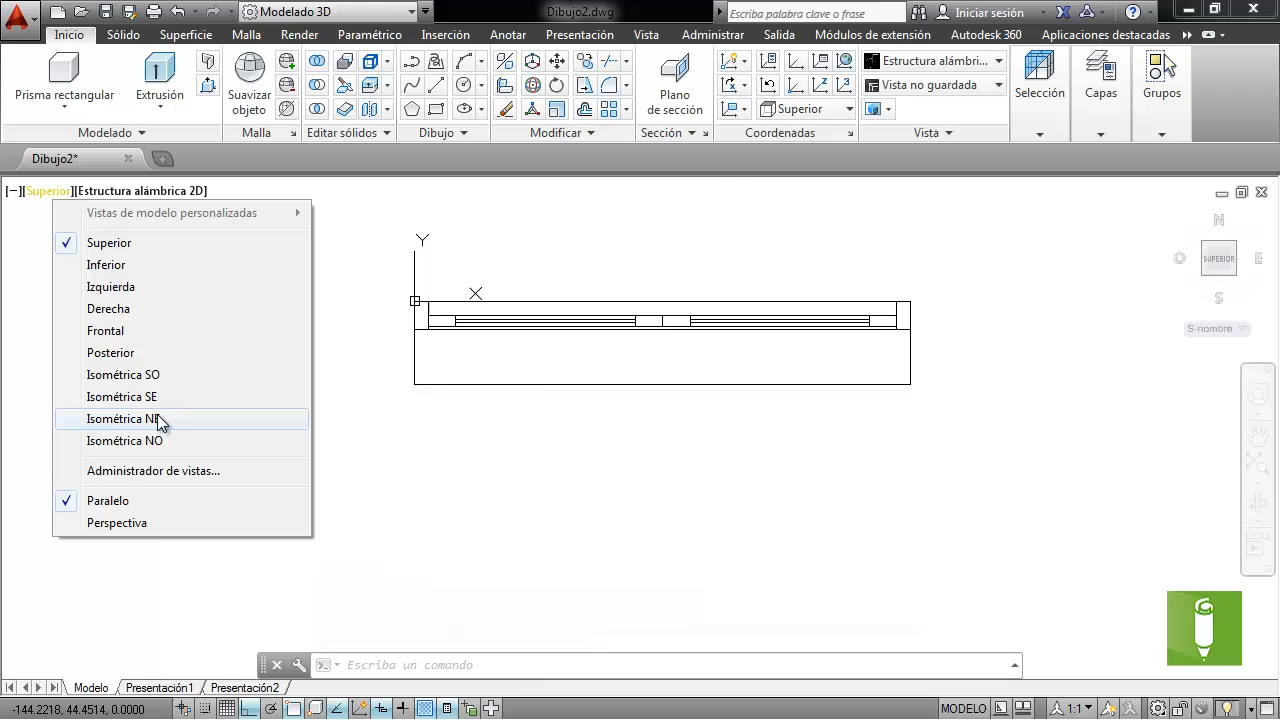 Modelado 3D
Dibujo2.dwg
Escriba palabra clave o frase
Iniciar sesión
Inicio
Sólido
Superficie
Malla
Render
Paramétrico
Inserción
Anotar
Presentación
Vista
Administrar
Salida
Módulos de extensión
Autodesk 360
Aplicaciones destacadas
Prisma rectangular
Extrusión
Suavizar
objeto
Plano
de sección
Superior
Estructura alámbri...
Vista no guardada
Selección
Capas
Grupos
Modelado
Malla
Editar sólidos
Dibujo
Modificar
Sección
Coordenadas
Vista
Dibujo2*
[−][Superior][Estructura alámbrica 2D]
Vistas de modelo personalizadas
Superior
Inferior
Izquierda
Derecha
Frontal
Posterior
Isométrica SO
Isométrica SE
Isométrica NE
Isométrica NO
Administrador de vistas...
Paralelo
Perspectiva
Y
X
N
O
SUPERIOR
E
S
S-nombre
Escriba un comando
Modelo
Presentación1
Presentación2
-144.2218, 44.4514, 0.0000
MODELO
1:1